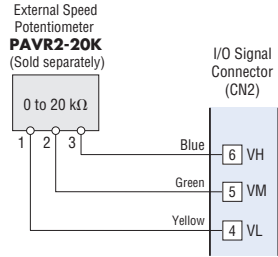 External Speed
Potentiometer
PAVR2-20K
(Sold separately)
I/O Signal
Connector
(CN2)
0 to 20 kΩ
1 2 3
Blue
6 VH
Green
5 VM
Yellow
4 VL